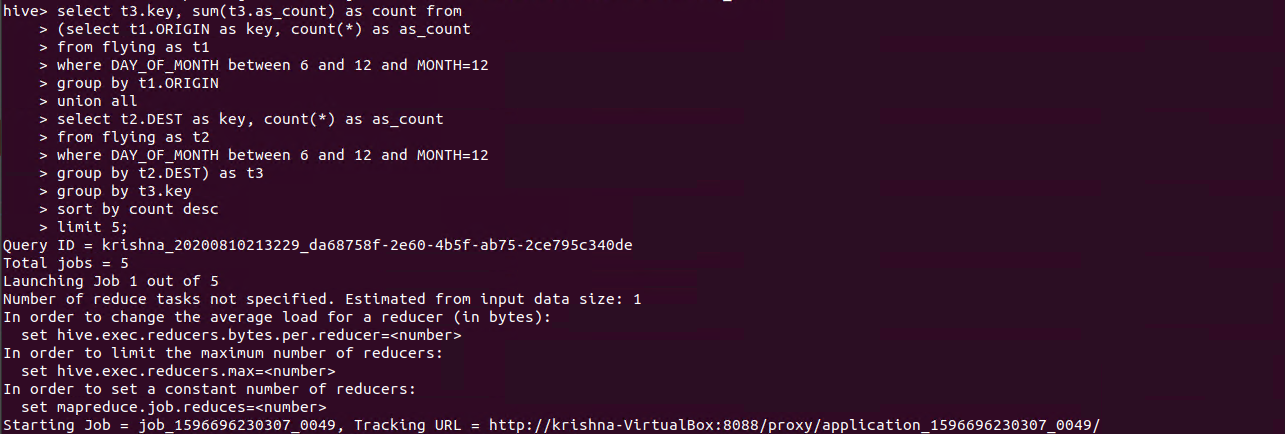 hive> select t3.key, sum(t3.as_count) as count from
    > (select t1.ORIGIN as key, count(*) as as_count
    > from flying as t1
    > where DAY_OF_MONTH between 6 and 12 and MONTH=12
    > group by t1.ORIGIN
    > union all
    > select t2.DEST as key, count(*) as as_count
    > from flying as t2
    > where DAY_OF_MONTH between 6 and 12 and MONTH=12
    > group by t2.DEST) as t3
    > group by t3.key
    > sort by count desc
    > limit 5;
Query ID = krishna_20200810213229_da68758f-2e60-4b5f-ab75-2ce795c340de
Total jobs = 5
Launching Job 1 out of 5
Number of reduce tasks not specified. Estimated from input data size: 1
In order to change the average load for a reducer (in bytes):
  set hive.exec.reducers.bytes.per.reducer=<number>
In order to limit the maximum number of reducers:
  set hive.exec.reducers.max=<number>
In order to set a constant number of reducers:
  set mapreduce.job.reduces=<number>
Starting Job = job_1596696230307_0049, Tracking URL = http://krishna-VirtualBox:8088/proxy/application_1596696230307_0049/